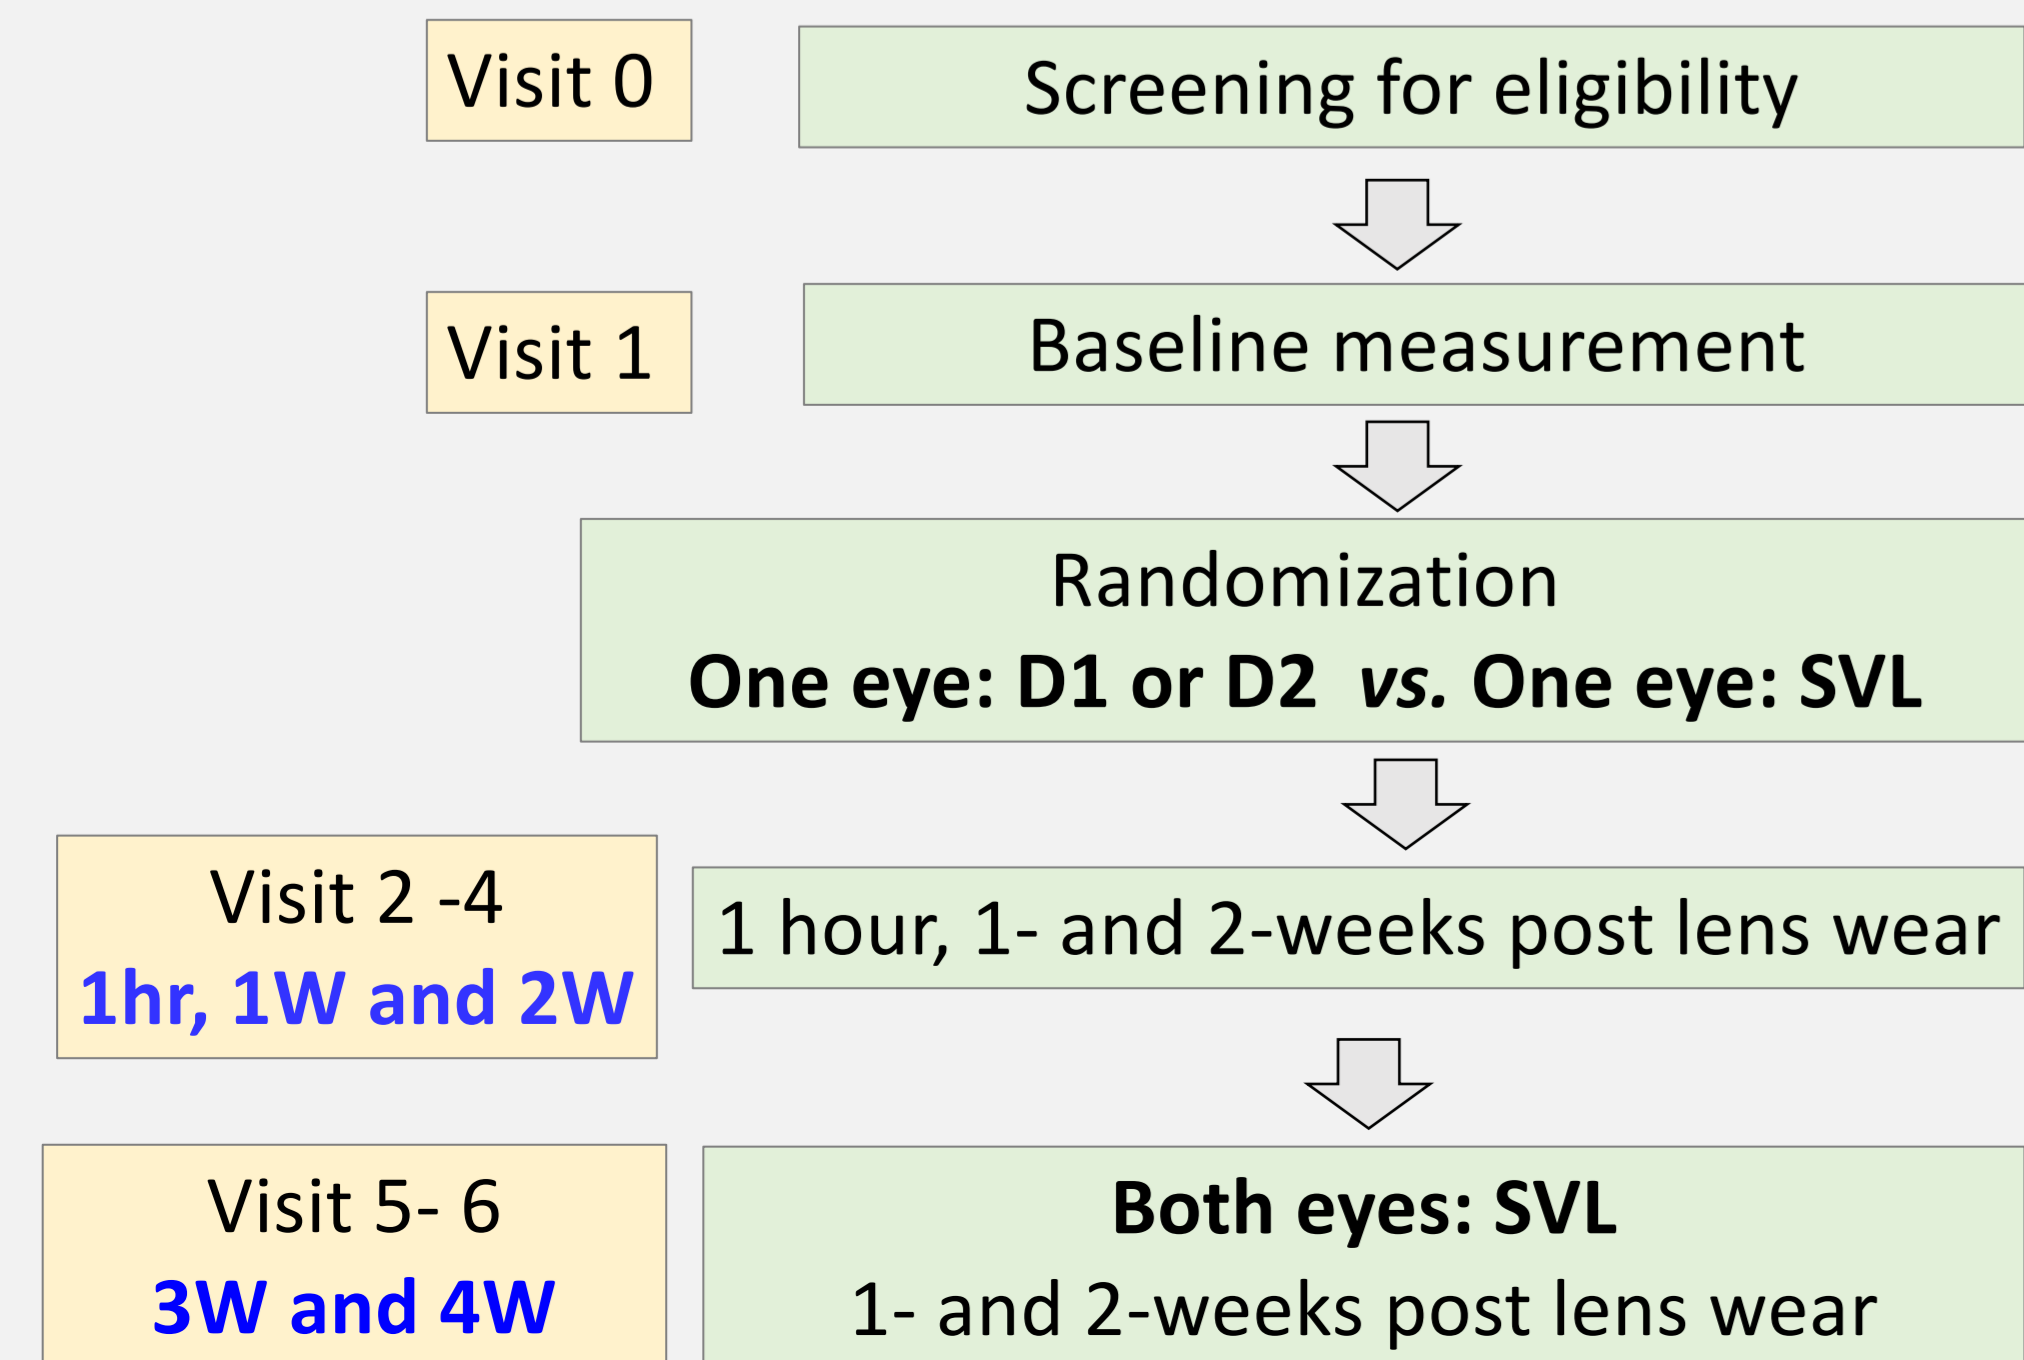 Visit 0
Screening for eligibility
Visit 1
Baseline measurement
Randomization
One eye: D1 or D2 vs. One eye: SVL
Visit 2 -4
1hr, 1W and 2W
1 hour, 1- and 2-weeks post lens wear
Visit 5- 6
3W and 4W
Both eyes: SVL
1- and 2-weeks post lens wear